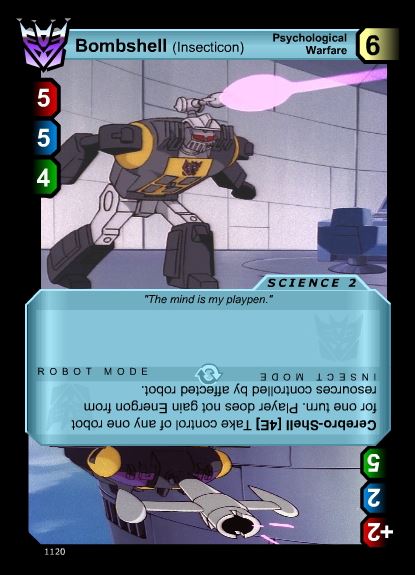 Bombshell (Insecticon)
Psychological
Warfare
6
5
5
4
SCIENCE 2
"The mind is my playpen."
ROBOT MODE
INSECT MODE
Cerebro-Shell [4E] Take control of any one robot
for one turn. Player does not gain Energon from
resources controlled by affected robot.
5
2
+2
1120